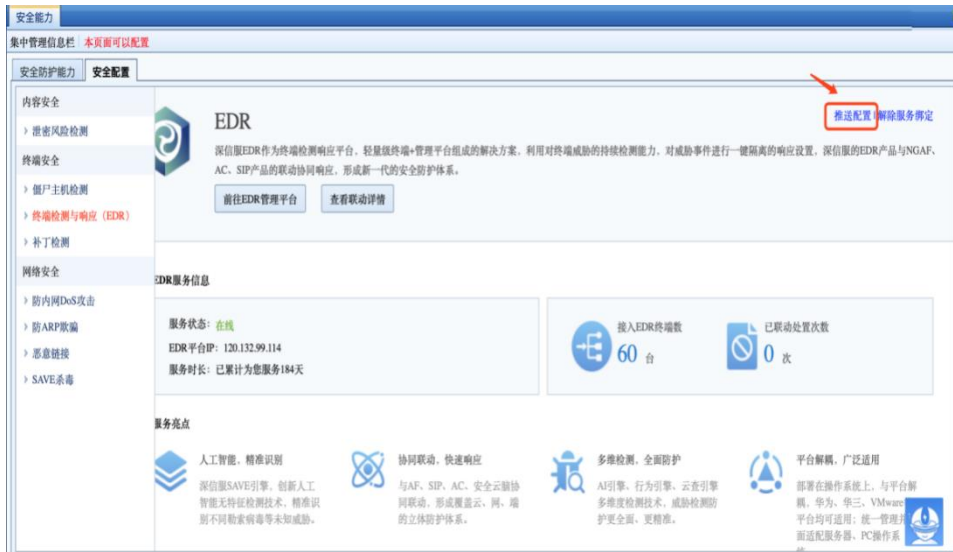 安全能力
集中管理信息栏 本页面可以配置
安全防护能力 安全配置
内容安全
泄密风险检测
终端安全
僵尸主机检测
终端检测与响应（EDR）
补丁检测
网络安全
防内网DoS攻击
防ARP欺骗
恶意链接
SAVE杀毒
EDR
推送配置 解除服务绑定
深信服EDR作为终端检测响应平台，轻量级终端+管理平台组成的解决方案，利用对终端威胁的持续检测能力，对威胁事件进行一键隔离的响应设置，深信服的EDR产品与NGAF、
AC、SIP产品的联动协同响应，形成新一代的安全防护体系。
前往EDR管理平台 查看联动详情
EDR服务信息
服务状态：在线
EDR平台IP：120.132.99.114
服务时长：已累计为您服务184天
接入EDR终端数
60 台
已联动处置次数
0 次
服务亮点
人工智能，精准识别
深信服SAVE引擎，创新人工
智能无特征检测技术，精准识
别不同勒索病毒等未知威胁。
协同联动，快速响应
与AF、SIP、AC、安全云脑协
同联动，形成覆盖云、网、端
的立体防护体系。
多维检测，全面防护
AI引擎、行为引擎、云查引擎
多维度检测技术，威胁检测防
护更全面、更精准。
平台解耦，广泛适用
部署在操作系统上，与平台解
耦，华为、华三、VMware
平台均可适用；统一管理
面适配服务器、PC操作系